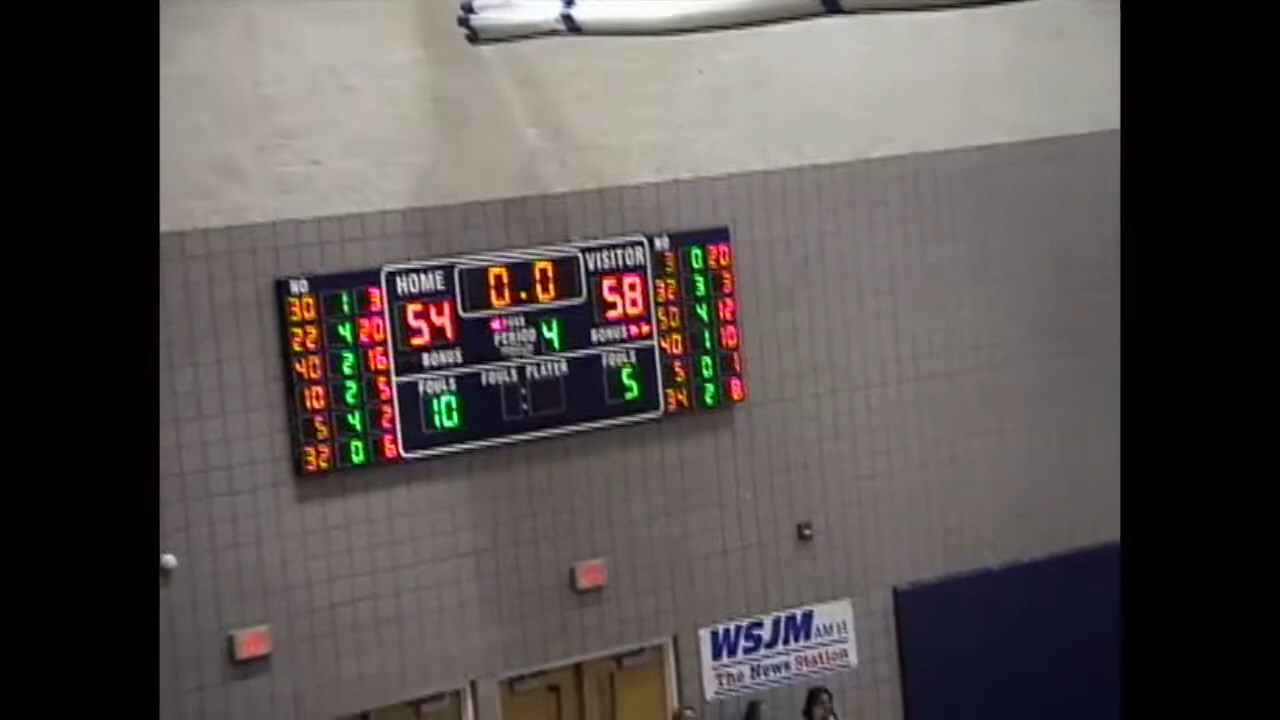 NO
30 1 3
22 4 20
40 2 16
10 2 5
5 4 2
32 0 6
HOME
54
BONUS
FOULS
10
0.0
PERIOD 4
FOULS PLAYER
VISITOR
58
BONUS
FOULS
5
NO
0 20
32 3 3
50 4 12
40 1 10
5 0 1
34 2 8
WSJM AM
The News Station